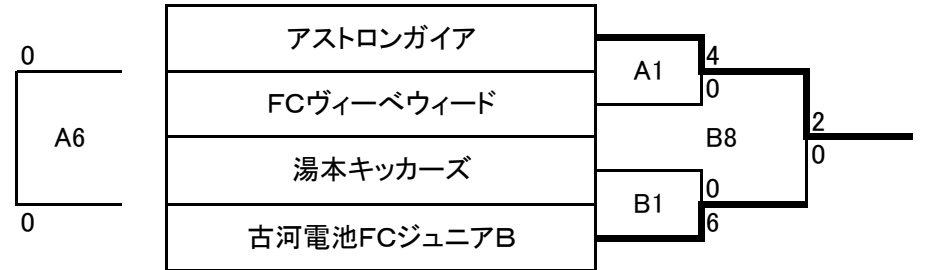 アストロンガイア
FCヴィーベウィード
湯本キッカーズ
古河電池FCジュニアB
0
A6
0
A1
4
0
B1
0
6
B8
2
0